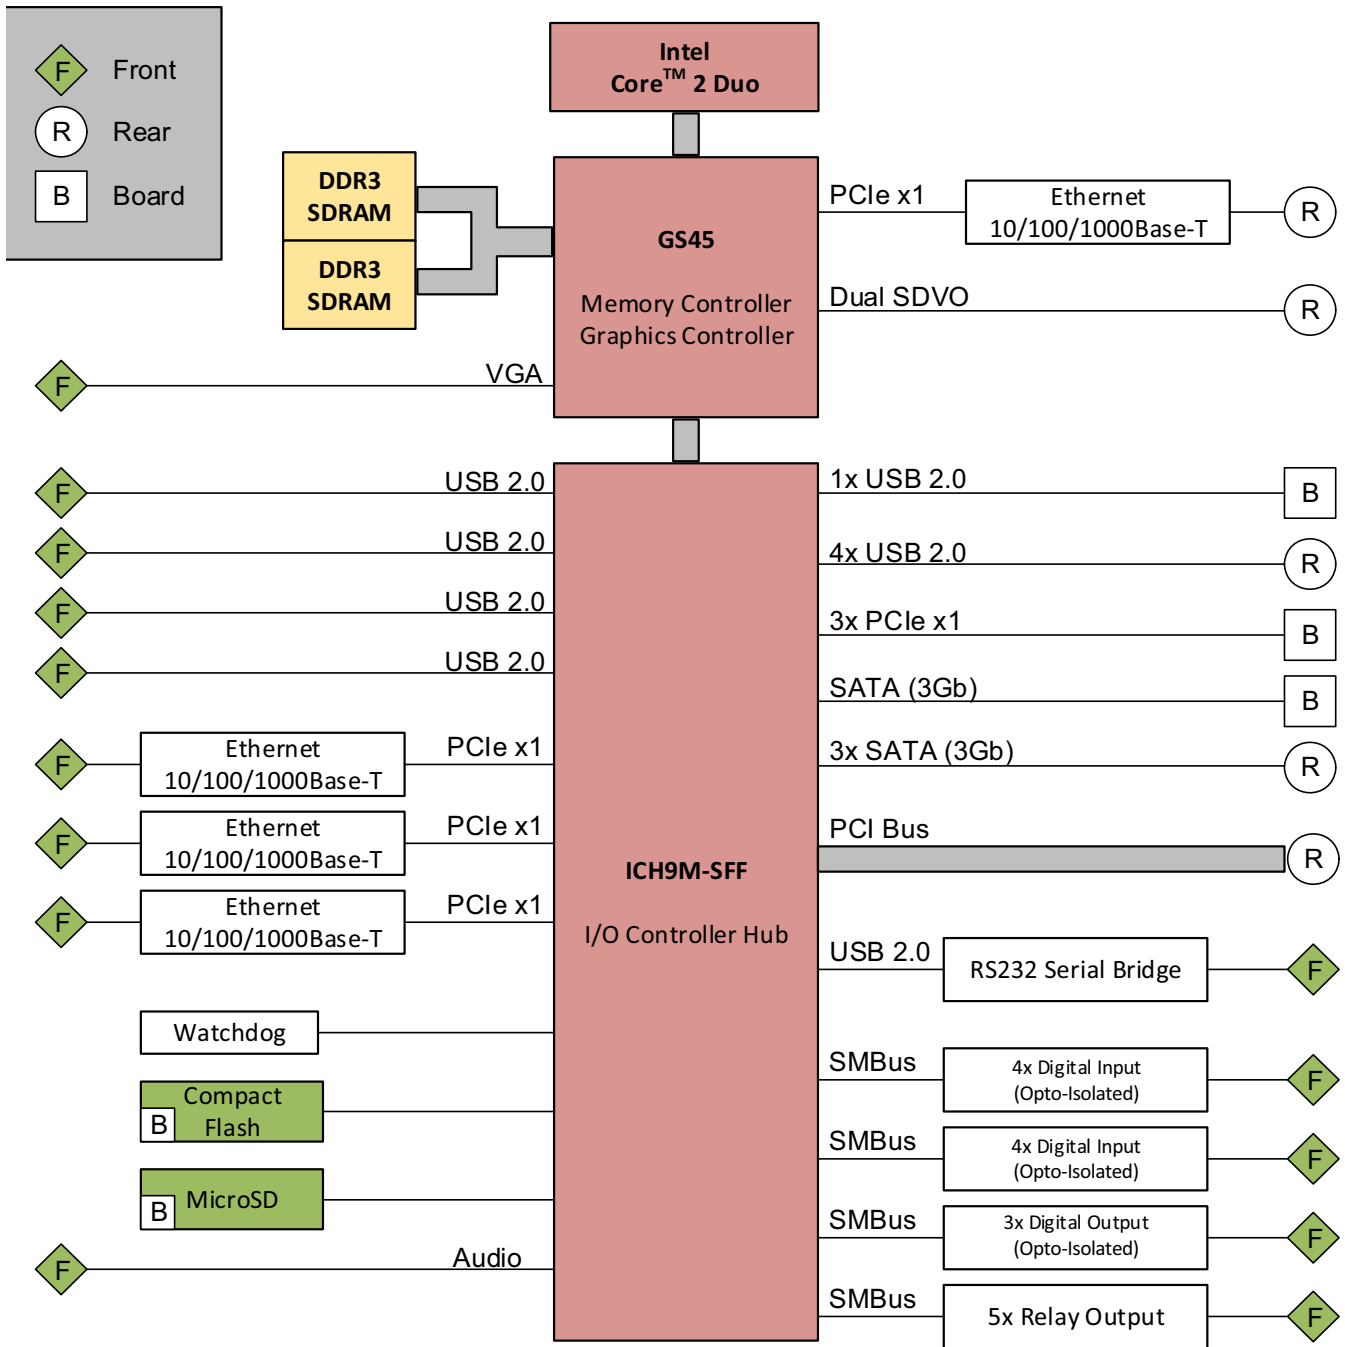 F Front
R Rear
B Board
Intel
Core™ 2 Duo
DDR3
SDRAM
DDR3
SDRAM
GS45
Memory Controller
Graphics Controller
PCIe x1
Ethernet
10/100/1000Base-T
R
Dual SDVO
R
F
VGA
F
USB 2.0
F
USB 2.0
F
USB 2.0
F
USB 2.0
F
Ethernet
10/100/1000Base-T
PCIe x1
F
Ethernet
10/100/1000Base-T
PCIe x1
F
Ethernet
10/100/1000Base-T
PCIe x1
Watchdog
Compact
Flash
B
MicroSD
B
F
Audio
ICH9M-SFF
I/O Controller Hub
1x USB 2.0
B
4x USB 2.0
R
3x PCIe x1
B
SATA (3Gb)
B
3x SATA (3Gb)
R
PCI Bus
R
USB 2.0
RS232 Serial Bridge
F
SMBus
4x Digital Input
(Opto-Isolated)
F
SMBus
4x Digital Input
(Opto-Isolated)
F
SMBus
3x Digital Output
(Opto-Isolated)
F
SMBus
5x Relay Output
F